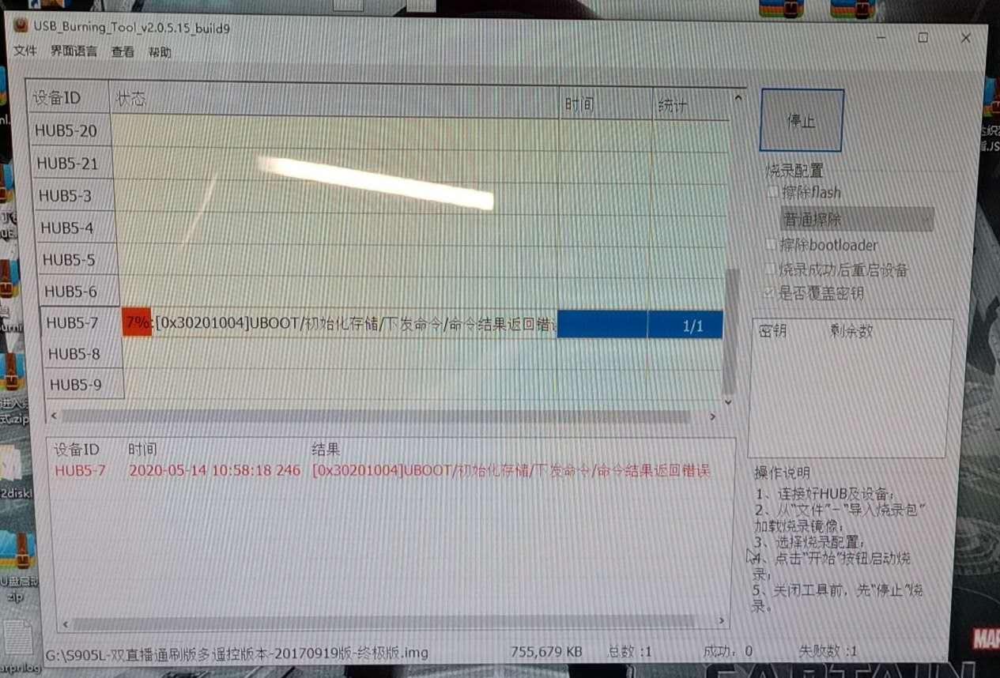 USB_Burning_Tool_v2.0.5.15_build9
文件 界面语言 查看 帮助
设备ID 状态 时间 统计
HUB5-20
HUB5-21
HUB5-3
HUB5-4
HUB5-5
HUB5-6
HUB5-7 7%:[0x30201004]UBOOT/初始化存储/下发命令/命令结果返回错 1/1
HUB5-8
HUB5-9
停止
烧录配置
擦除flash
普通擦除
擦除bootloader
烧录成功后重启设备
是否覆盖密钥
密钥 剩余数
设备ID 时间 结果
HUB5-7 2020-05-14 10:58:18 246 [0x30201004]UBOOT/初始化存储/下发命令/命令结果返回错误
操作说明
1、连接好HUB及设备;
2、从“文件”–“导入烧录包”
加载烧录镜像;
3、选择烧录配置;
4、点击“开始”按钮启动烧
录;
5、关闭工具前，先“停止”烧
录。
G:\S905L-双直播通刷版多遥控版本-20170919版-终极版.img 755,679 KB 总数 :1 成功: 0 失败数 :1
式.zip
2diskl
U盘启动
zip
MAR
CAPTAIN